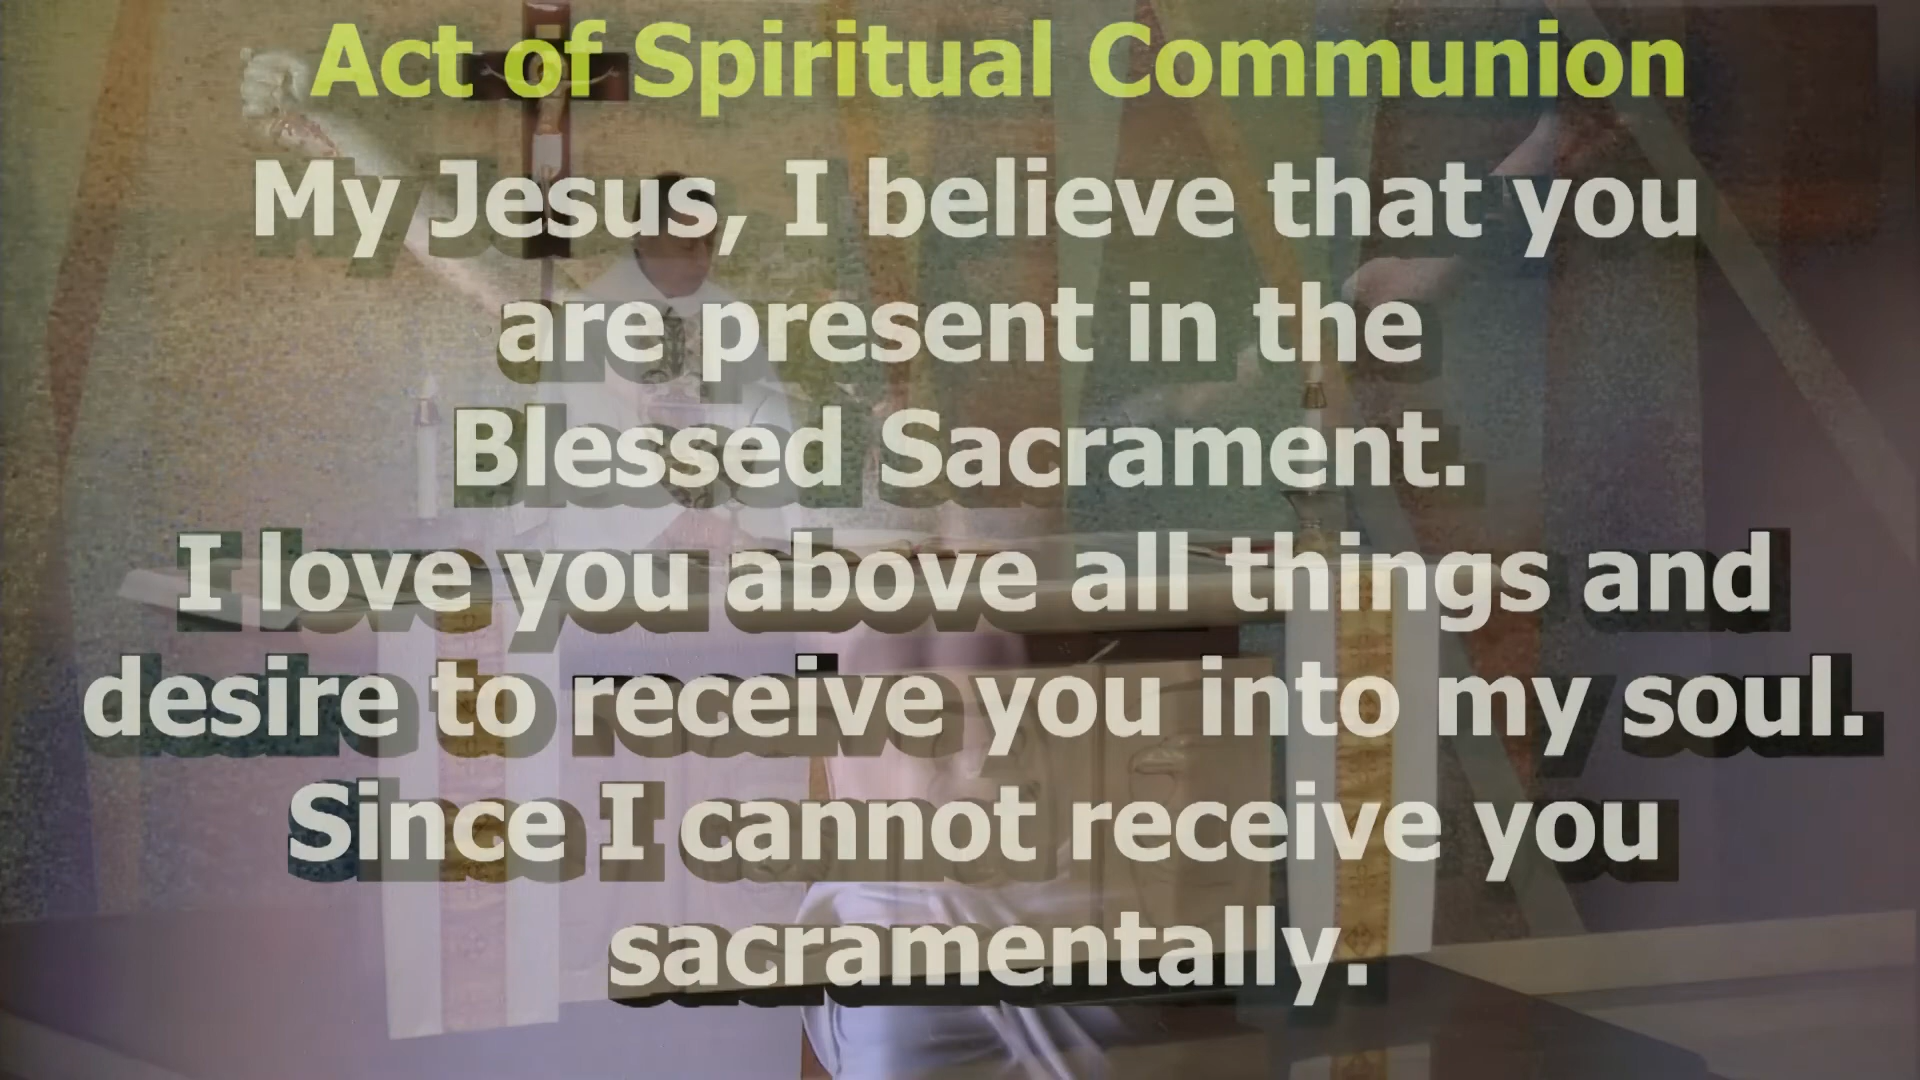 Act of Spiritual Communion
My Jesus, I believe that you
are present in the
Blessed Sacrament.
I love you above all things and
desire to receive you into my soul.
Since I cannot receive you
sacramentally.